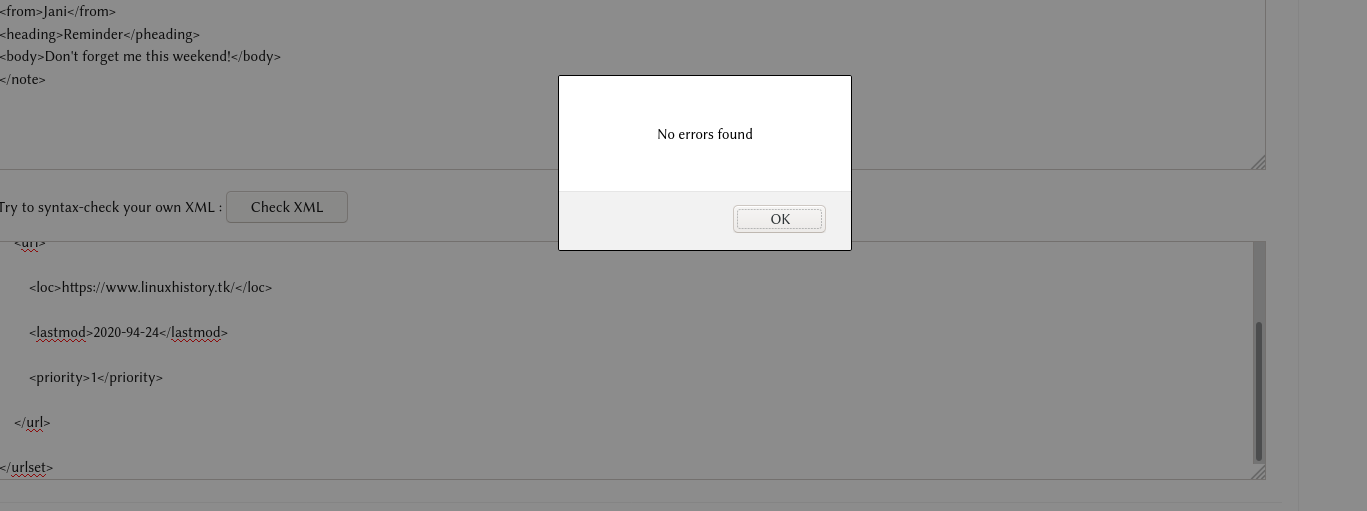 <from>Jani</from>
<heading>Reminder</pheading>
<body>Don't forget me this weekend!</body>
</note>
No errors found
OK
Try to syntax-check your own XML :
Check XML
<url>
<loc>https://www.linuxhistory.tk/</loc>
<lastmod>2020-94-24</lastmod>
<priority>1</priority>
</url>
</urlset>